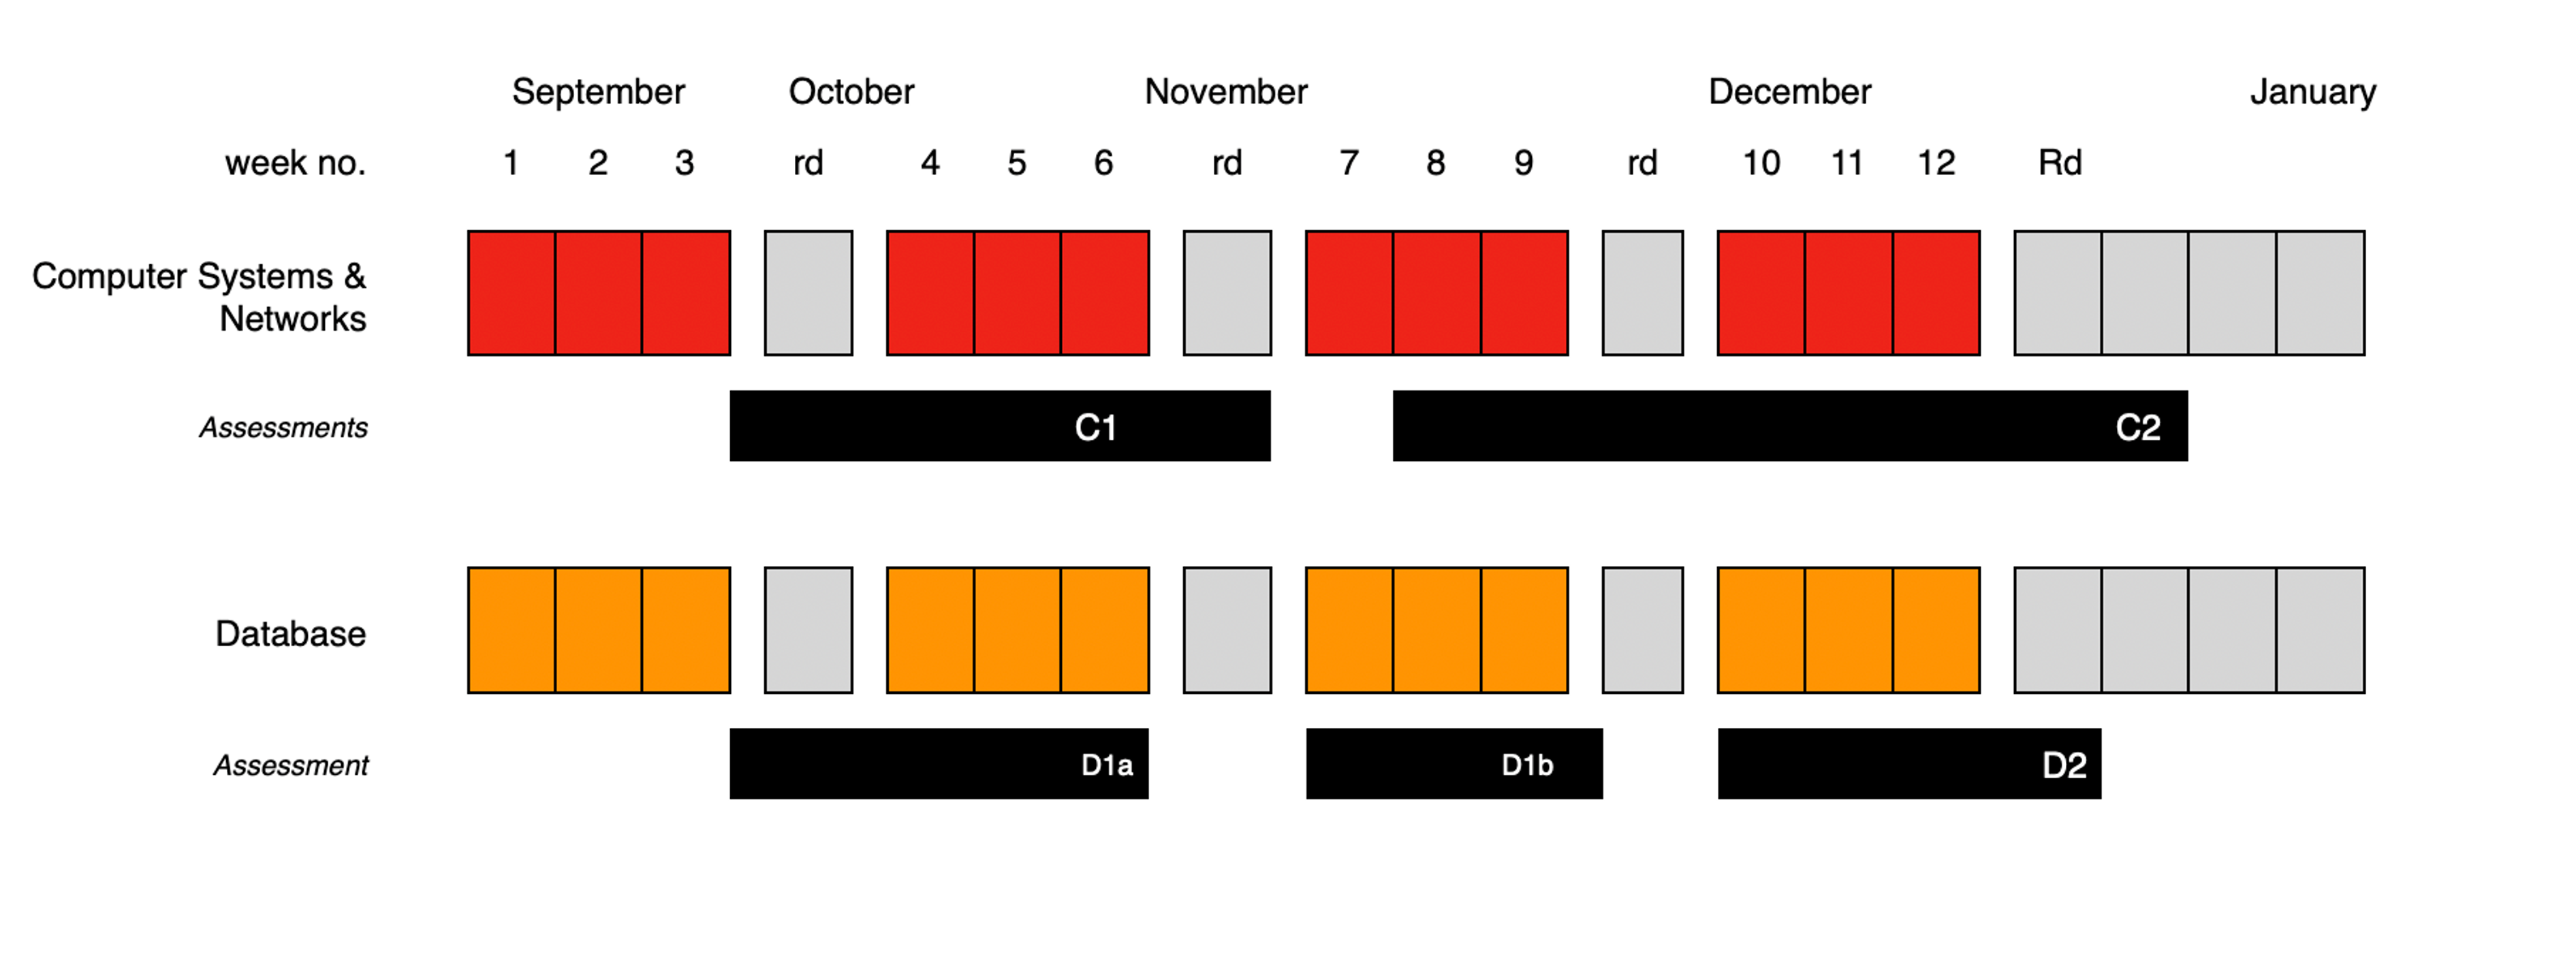 September October November December January
week no. 1 2 3 rd 4 5 6 rd 7 8 9 rd 10 11 12 Rd
Computer Systems &
Networks
Assessments C1 C2
Database
Assessment D1a D1b D2